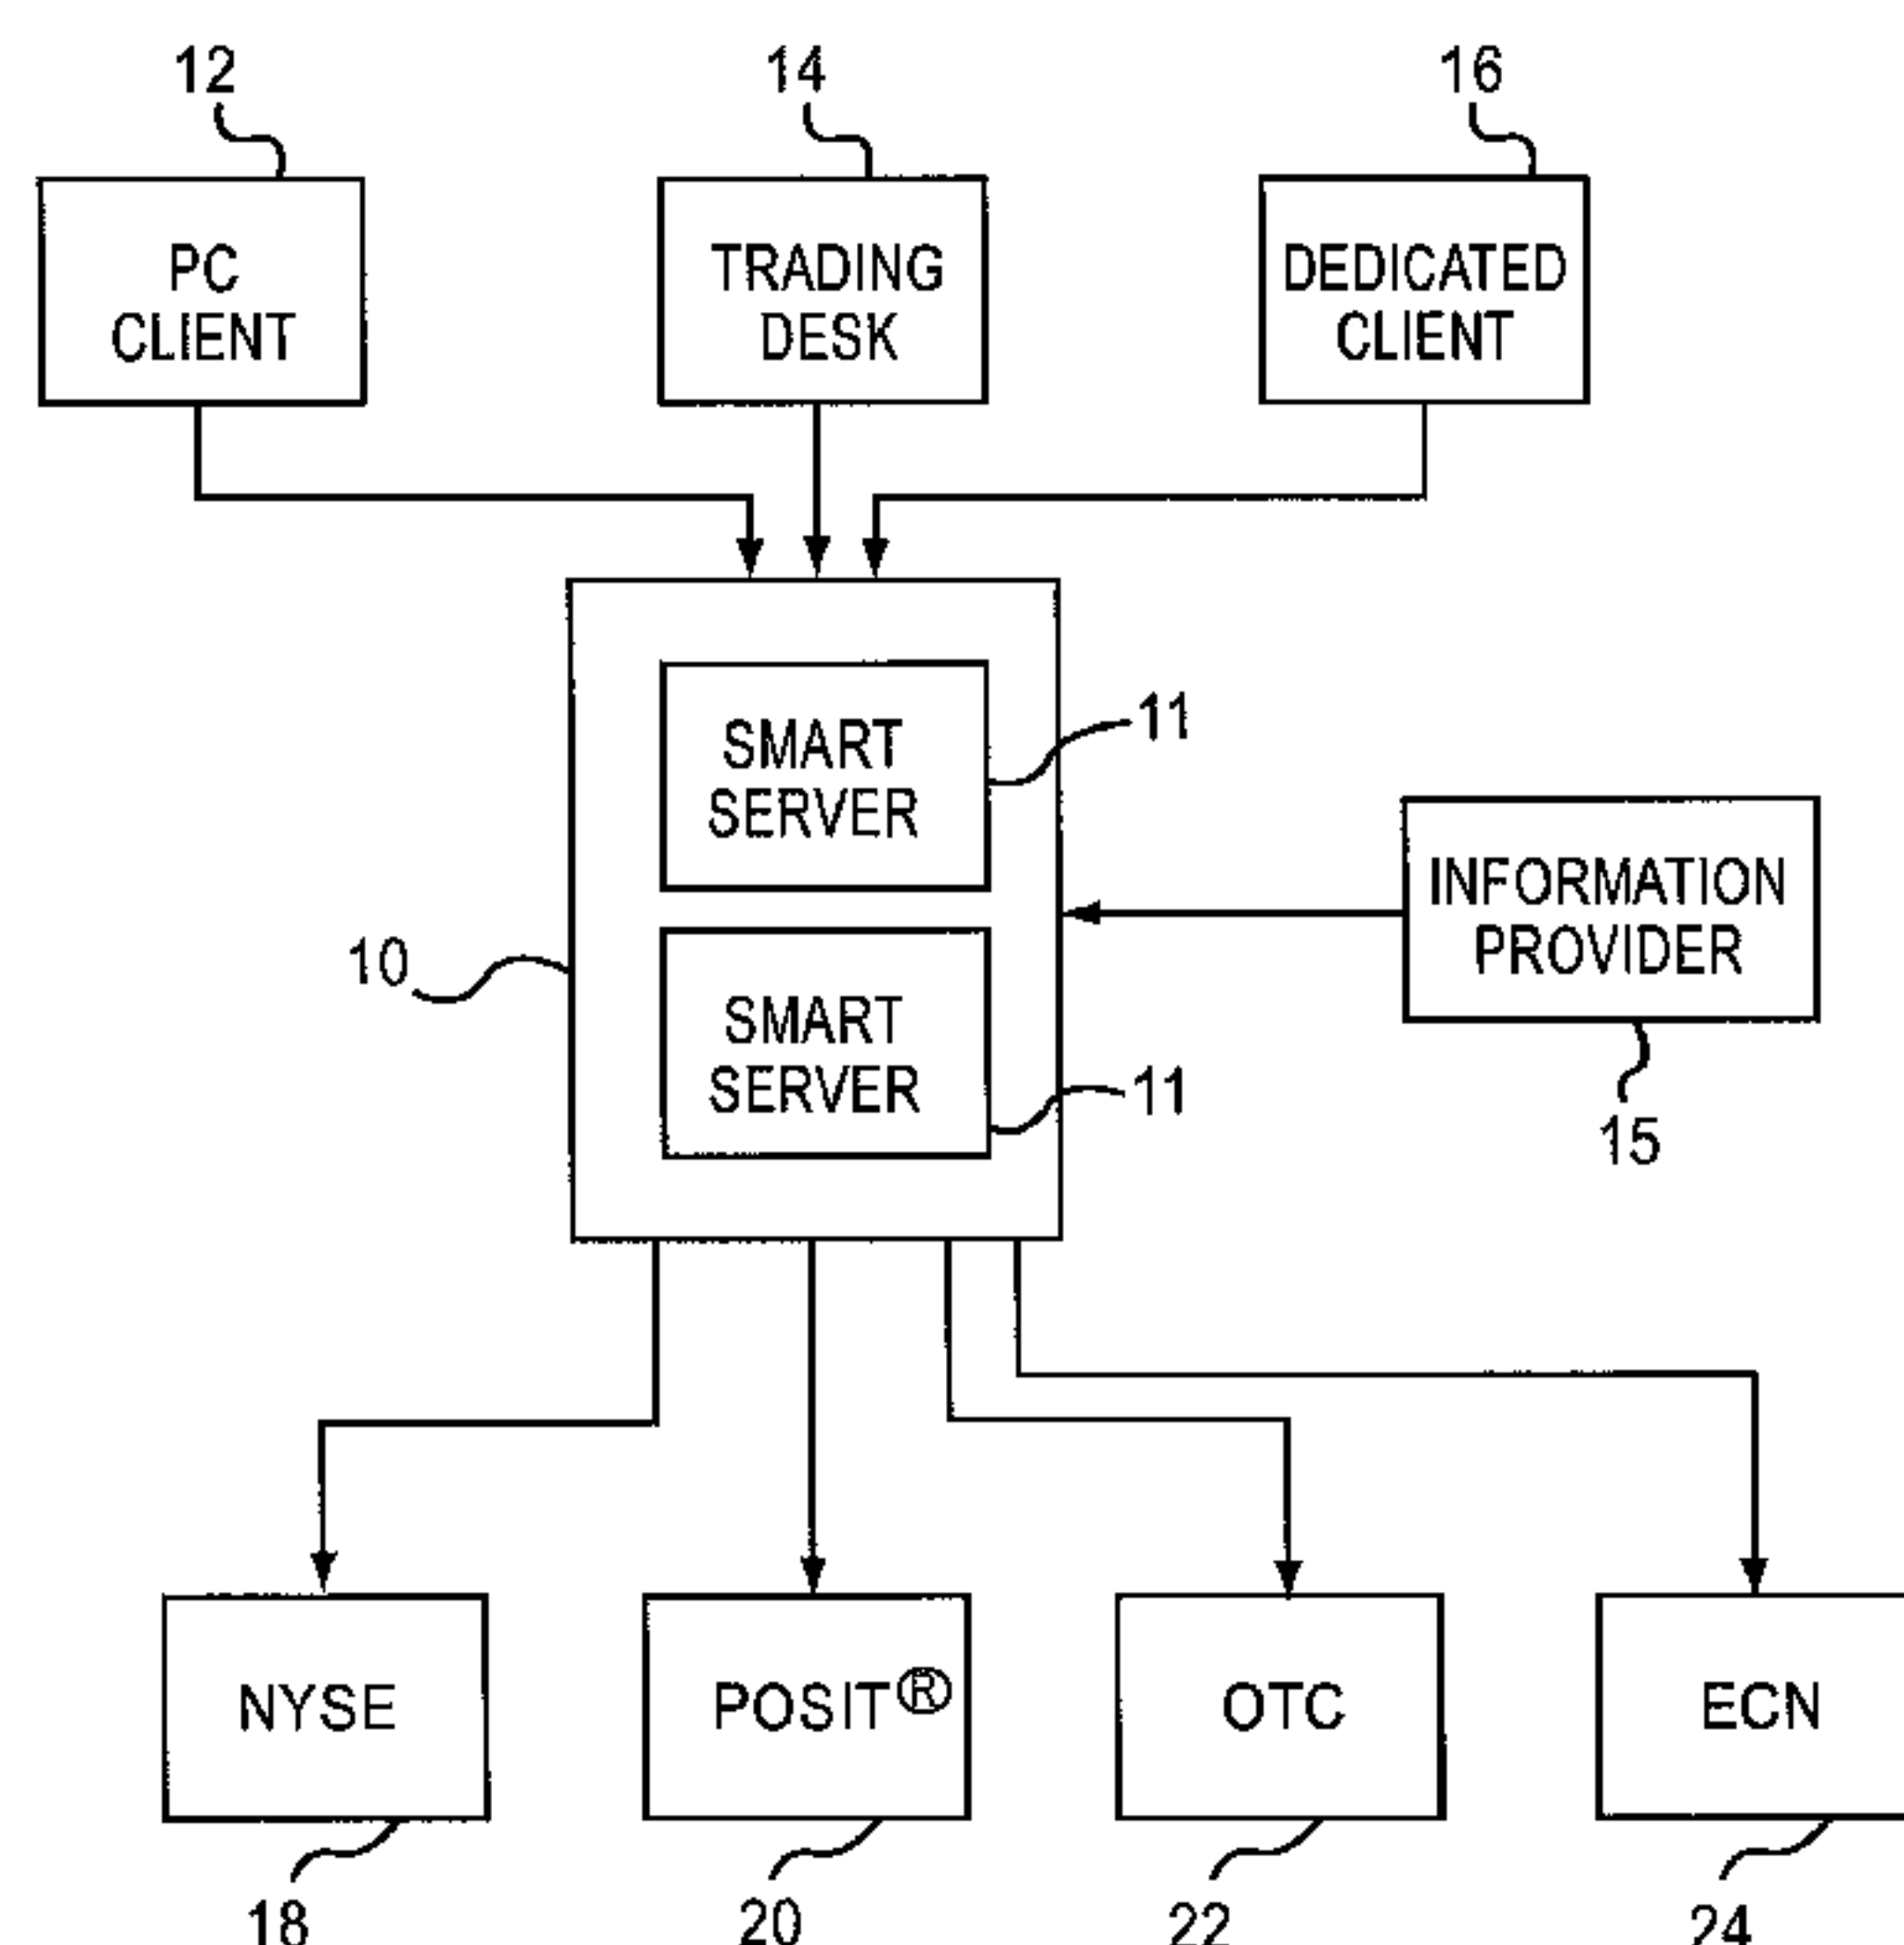 12
14
16
PC
CLIENT
TRADING
DESK
DEDICATED
CLIENT
SMART
SERVER
11
INFORMATION
PROVIDER
10
SMART
SERVER
11
15
NYSE
POSIT®
OTC
ECN
18
20
22
24